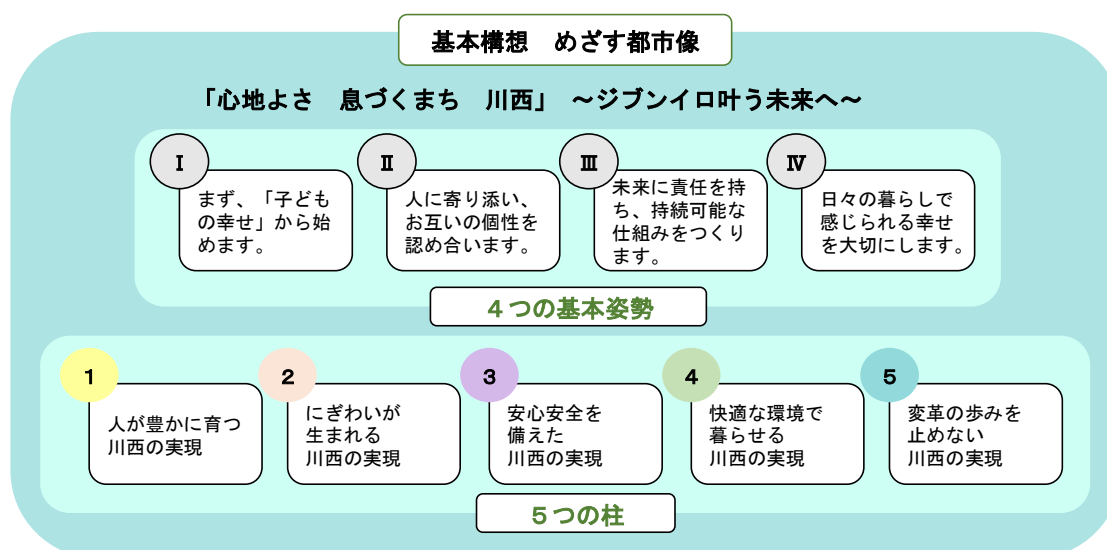 基本構想　めざす都市像
「心地よさ　息づくまち　川西」 ～ジブンイロ叶う未来へ～
Ⅰ
まず、「子ども
の幸せ」から始
めます。
Ⅱ
人に寄り添い、
お互いの個性を
認め合います。
Ⅲ
未来に責任を持
ち、持続可能な
仕組みをつくり
ます。
Ⅳ
日々の暮らしで
感じられる幸せ
を大切にします。
４つの基本姿勢
1
人が豊かに育つ
川西の実現
2
にぎわいが
生まれる
川西の実現
3
安心安全を
備えた
川西の実現
4
快適な環境で
暮らせる
川西の実現
5
変革の歩みを
止めない
川西の実現
５つの柱